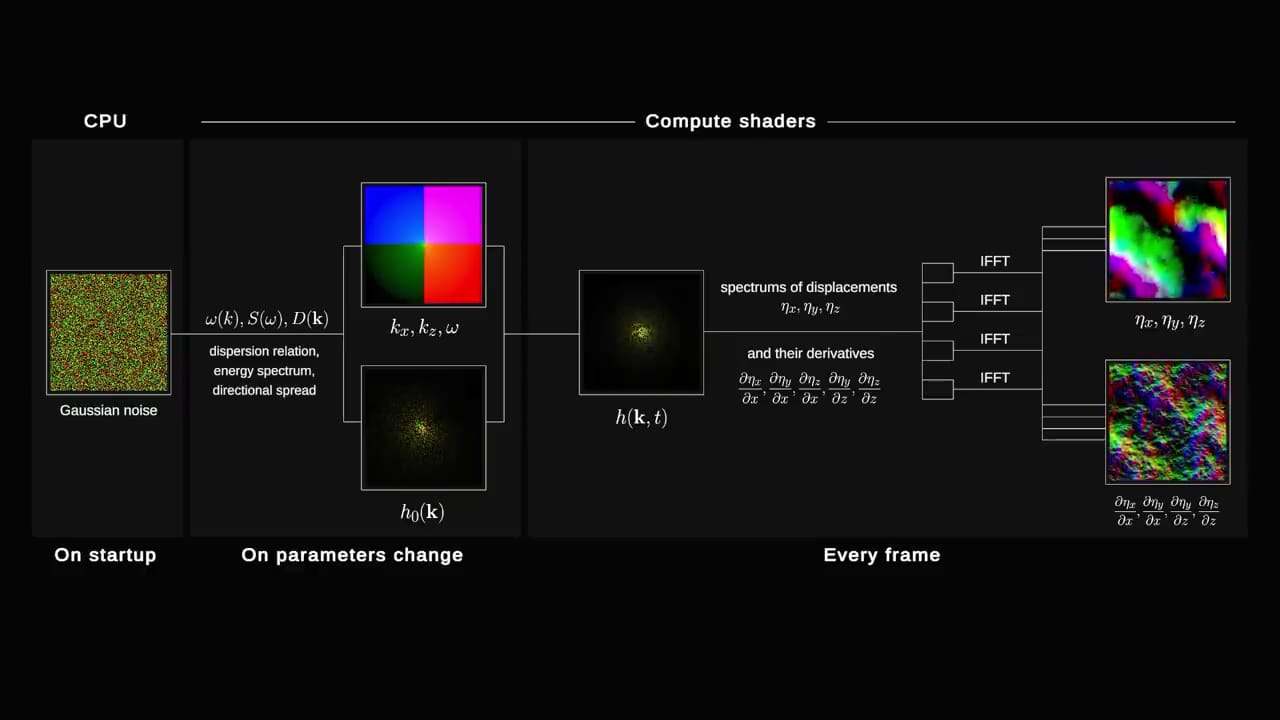 CPU
Compute shaders
Gaussian noise
ω(k), S(ω), D(𝐤)
dispersion relation,
energy spectrum,
directional spread
k_x, k_z, ω
h_0(𝐤)
h(𝐤, t)
spectrums of displacements
η_x, η_y, η_z
and their derivatives
∂η_x/∂x, ∂η_y/∂x, ∂η_z/∂x, ∂η_y/∂z, ∂η_z/∂z
IFFT
IFFT
IFFT
IFFT
η_x, η_y, η_z
∂η_x/∂x, ∂η_y/∂x, ∂η_y/∂z, ∂η_z/∂z
On startup
On parameters change
Every frame